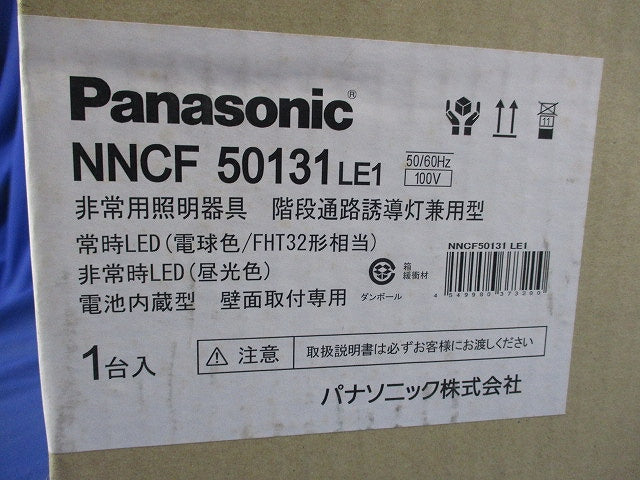 Panasonic®
NNCF 50131 LE1
50/60Hz
100V
11
非常用照明器具 階段通路誘導灯兼用型
常時LED(電球色/FHT32形相当)
非常時LED(昼光色)
電池内蔵型 壁面取付専用
箱
緩衝材
ダンボール
NNCF50131 LE1
4 549980 373200
1台入
注意
取扱説明書は必ずお客様にお渡しください
パナソニック株式会社